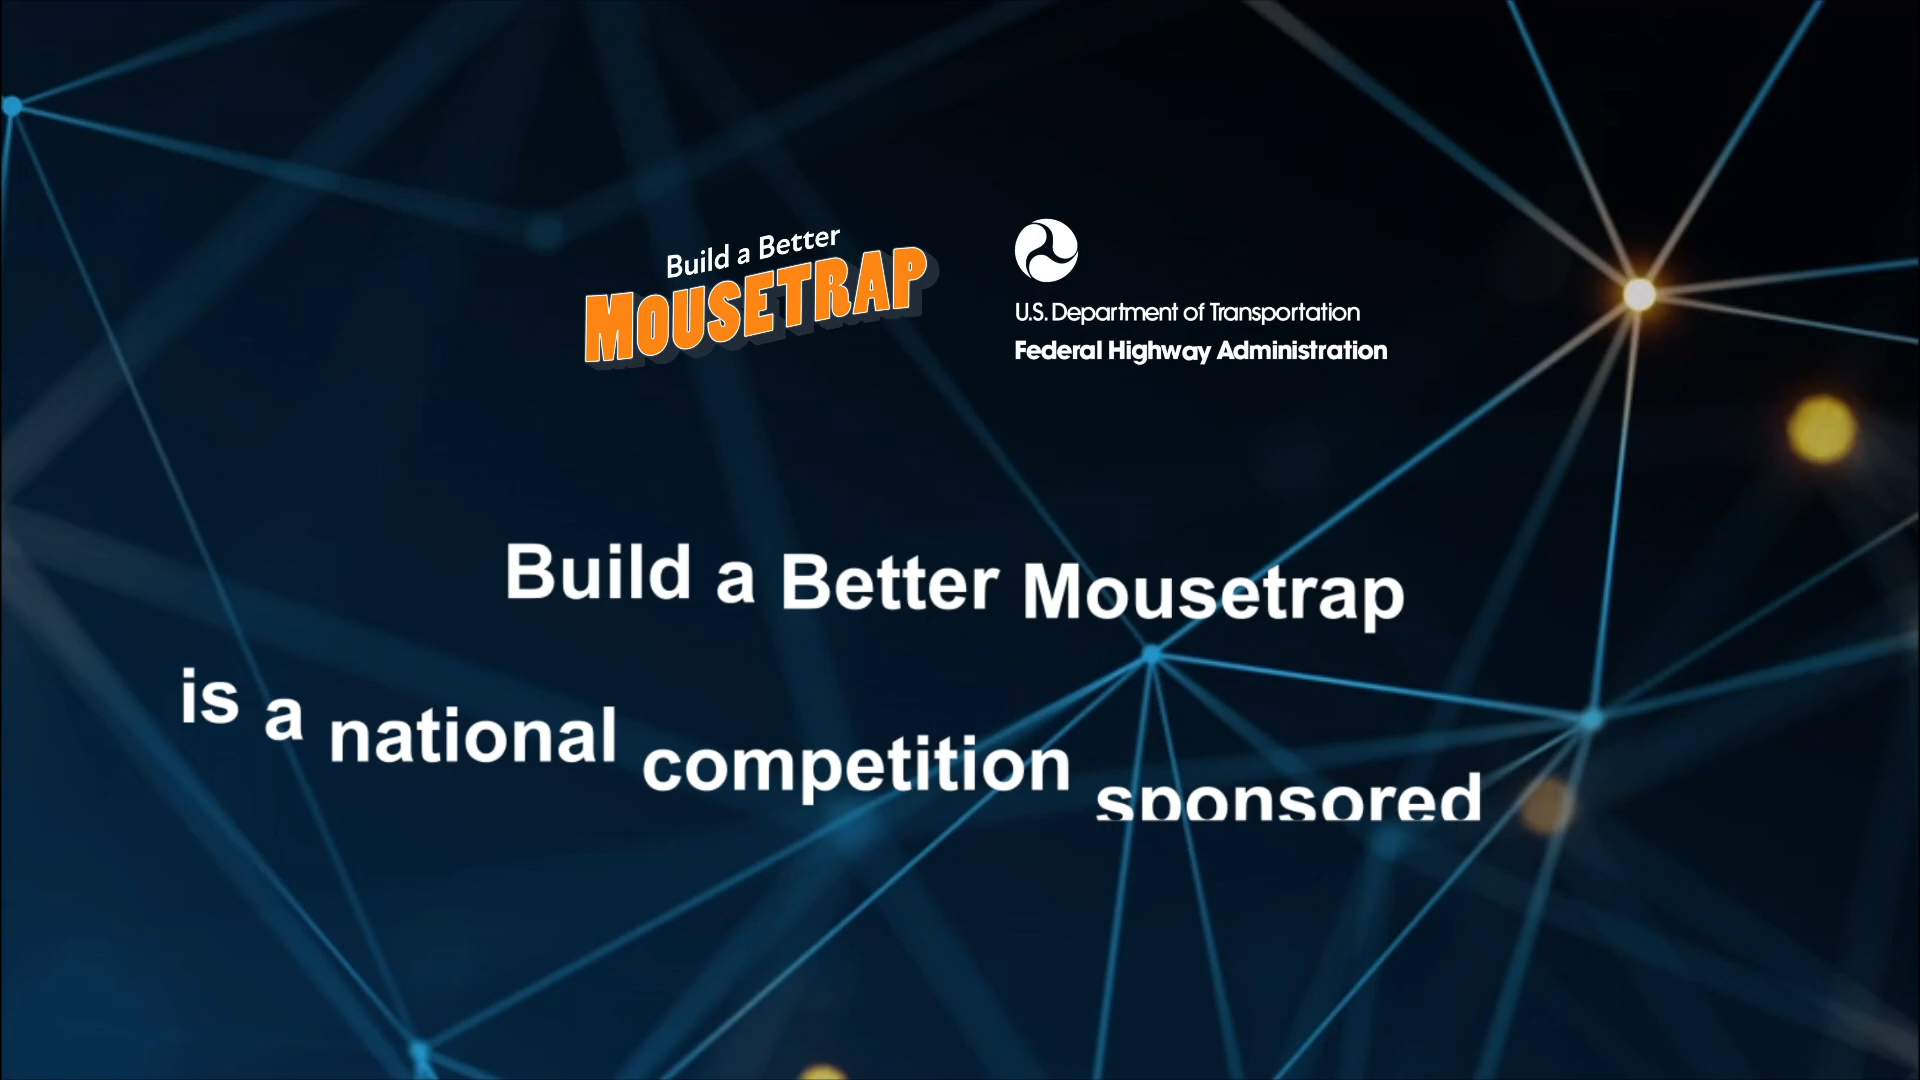 Build a Better
MOUSETRAP
U.S. Department of Transportation
Federal Highway Administration
Build a Better Mousetrap
is a national competition sponsored